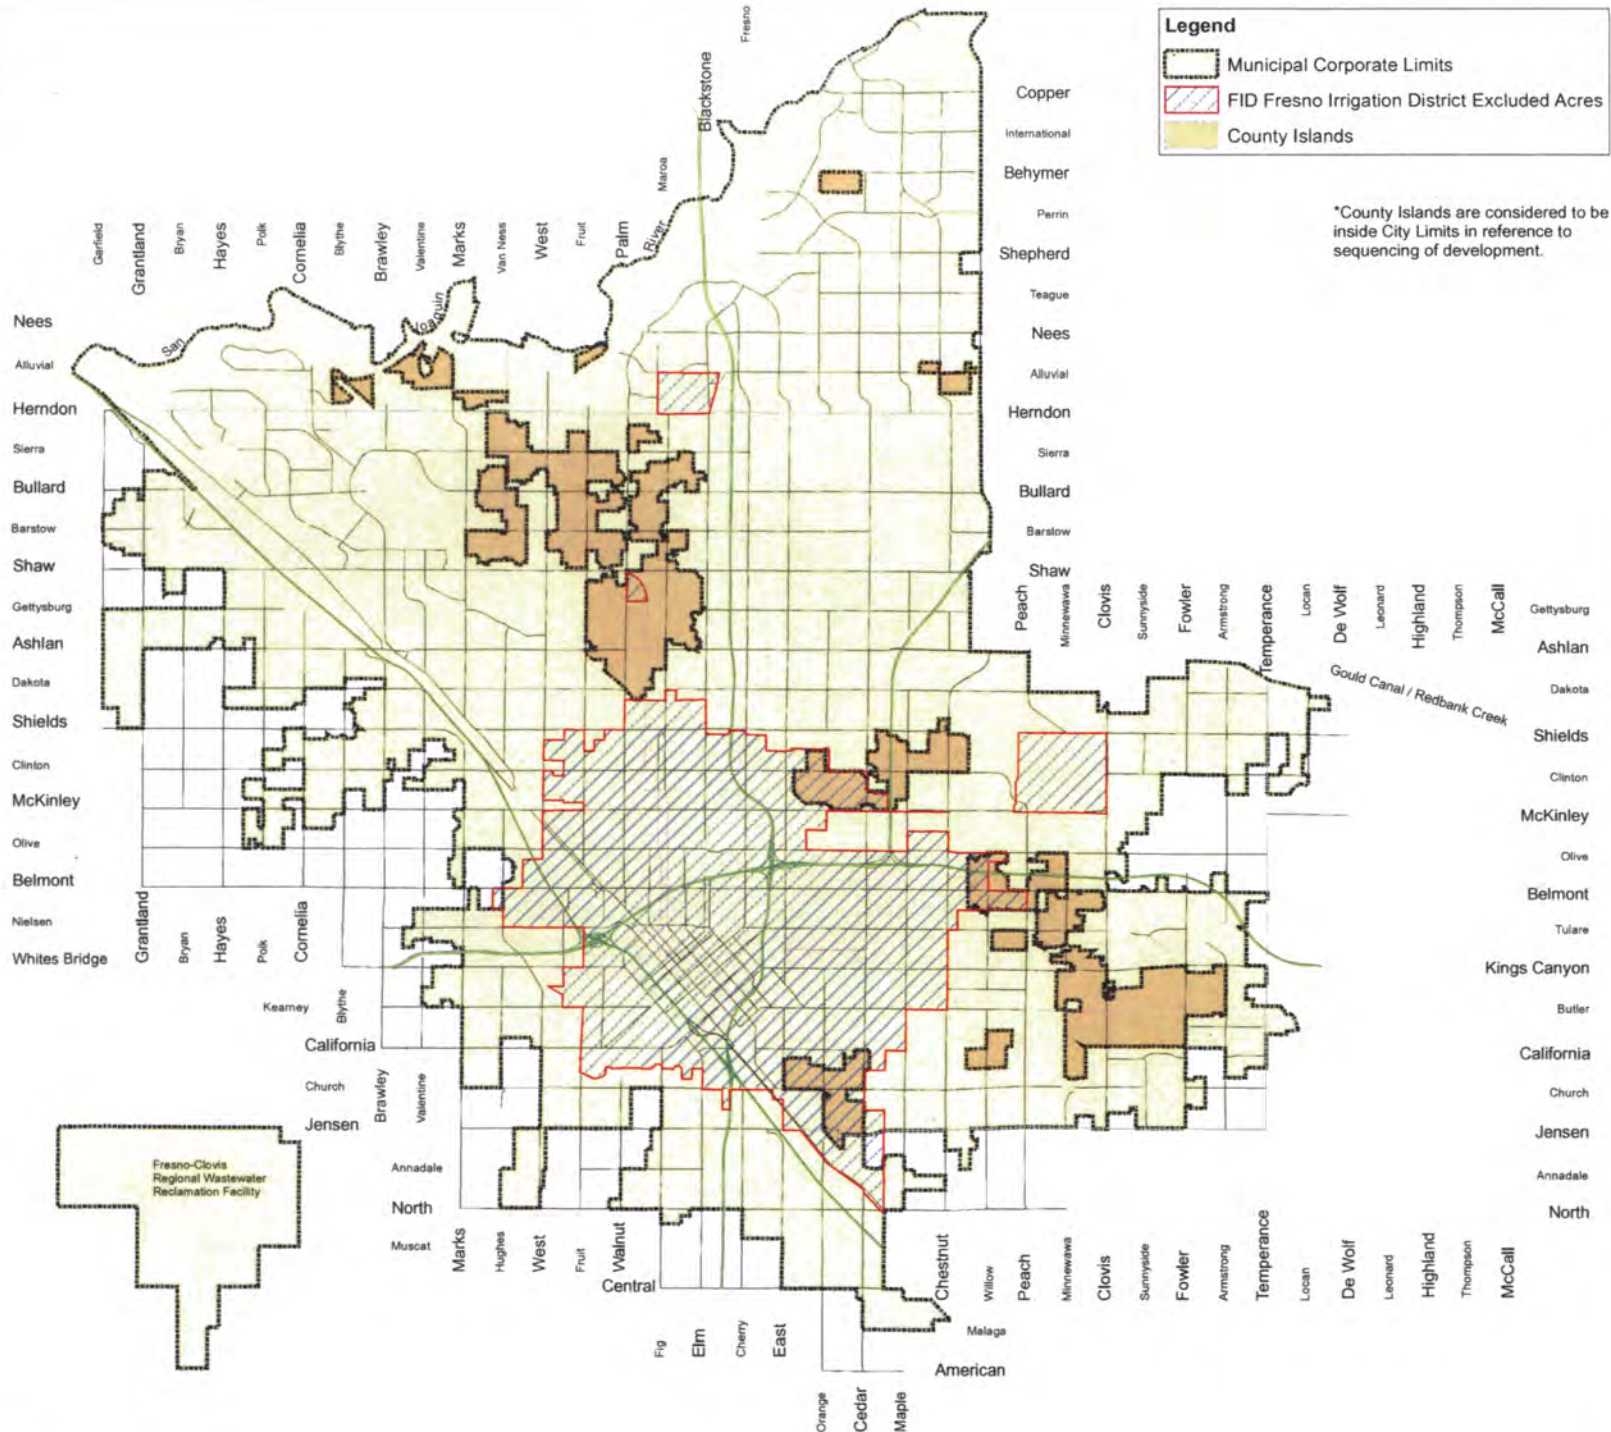 Legend
Municipal Corporate Limits
FID Fresno Irrigation District Excluded Acres
County Islands
*County Islands are considered to be
inside City Limits in reference to
sequencing of development.
Fresno
Blackstone
Maroa
River
Palm
Fruit
West
Van Ness
Marks
Valentine
Brawley
Blythe
Cornelia
Polk
Hayes
Bryan
Grantland
Garfield
San
Joaquin
Copper
International
Behymer
Perrin
Shepherd
Teague
Nees
Alluvial
Herndon
Sierra
Bullard
Barstow
Shaw
Nees
Alluvial
Herndon
Sierra
Bullard
Barstow
Shaw
Gettysburg
Ashlan
Dakota
Shields
Clinton
McKinley
Olive
Belmont
Nielsen
Whites Bridge
Grantland
Bryan
Hayes
Polk
Cornelia
Kearney
Blythe
California
Church
Brawley
Valentine
Jensen
Annadale
North
Muscat
Marks
Hughes
West
Fruit
Walnut
Central
Fig
Elm
Cherry
East
Orange
Cedar
Maple
American
Malaga
Chestnut
Willow
Peach
Minnewawa
Clovis
Sunnyside
Fowler
Armstrong
Temperance
Locan
De Wolf
Leonard
Highland
Thompson
McCall
Peach
Minnewawa
Clovis
Sunnyside
Fowler
Armstrong
Temperance
Locan
De Wolf
Leonard
Highland
Thompson
McCall
Gettysburg
Ashlan
Dakota
Gould Canal / Redbank Creek
Shields
Clinton
McKinley
Olive
Belmont
Tulare
Kings Canyon
Butler
California
Church
Jensen
Annadale
North
Fresno-Clovis
Regional Wastewater
Reclamation Facility